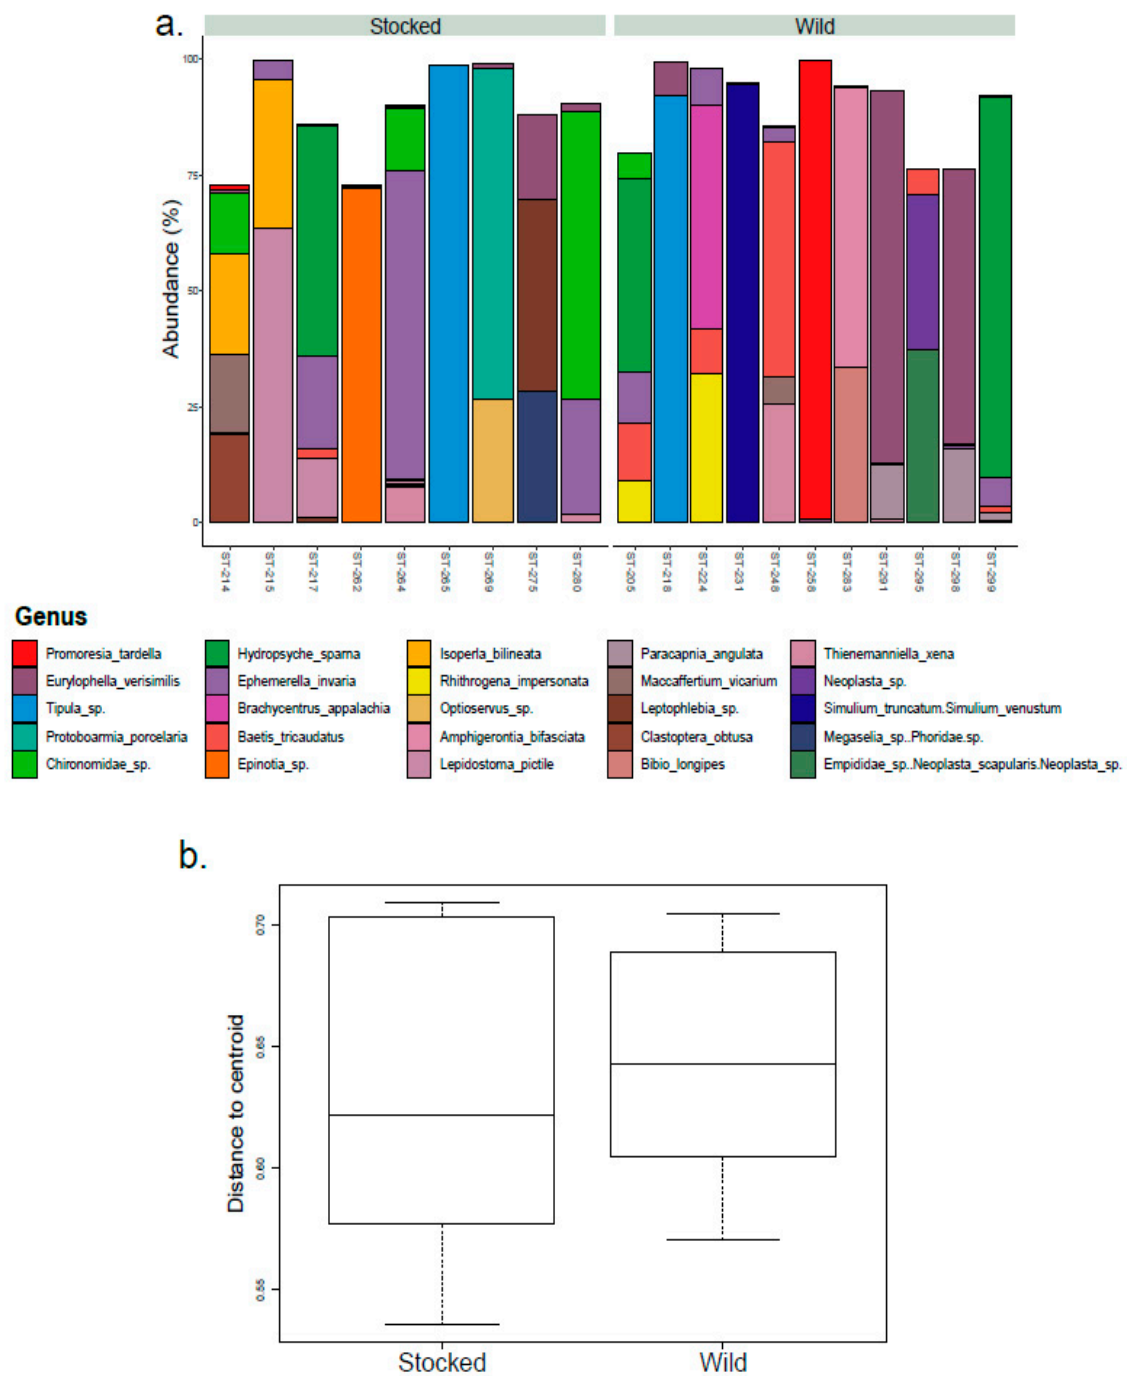 a.
Stocked Wild
Abundance (%)
100
75
50
25
0
ST-214 ST-215 ST-217 ST-262 ST-264 ST-265 ST-269 ST-275 ST-280 ST-205 ST-218 ST-224 ST-231 ST-248 ST-258 ST-283 ST-291 ST-295 ST-298 ST-299
Genus
Promoresia_tardella Hydropsyche_sparna Isoperla_bilineata Paracapnia_angulata Thienemanniella_xena
Eurylophella_verisimilis Ephemerella_invaria Rhithrogena_impersonata Maccaffertium_vicarium Neoplasta_sp.
Tipula_sp. Brachycentrus_appalachia Optioservus_sp. Leptophlebia_sp. Simulium_truncatum.Simulium_venustum
Protoboarmia_porcelaria Baetis_tricaudatus Amphigerontia_bifasciata Clastoptera_obtusa Megaselia_sp..Phoridae.sp.
Chironomidae_sp. Epinotia_sp. Lepidostoma_pictile Bibio_longipes Empididae_sp..Neoplasta_scapularis.Neoplasta_sp.
b.
Distance to centroid
0.70
0.65
0.60
0.55
Stocked Wild